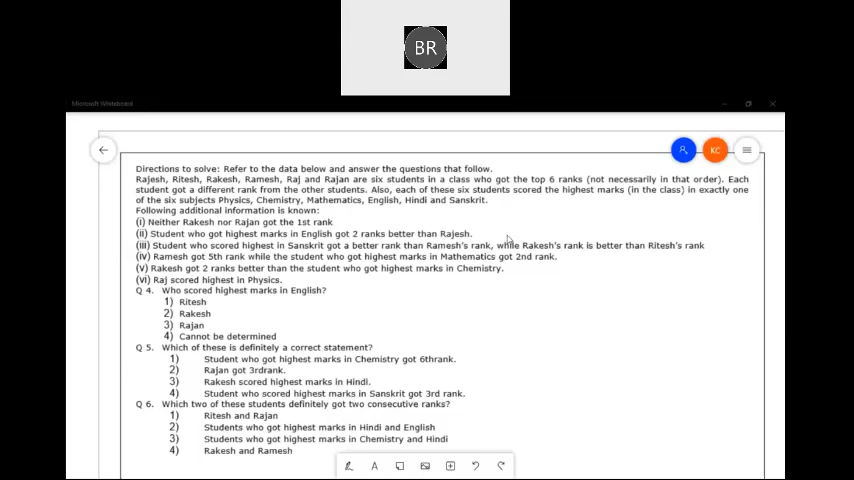 BR
Microsoft Whiteboard
KC
Directions to solve: Refer to the data below and answer the questions that follow.
Rajesh, Ritesh, Rakesh, Ramesh, Raj and Rajan are six students in a class who got the top 6 ranks (not necessarily in that order). Each
student got a different rank from the other students. Also, each of these six students scored the highest marks (in the class) in exactly one
of the six subjects Physics, Chemistry, Mathematics, English, Hindi and Sanskrit.
Following additional information is known:
(i) Neither Rakesh nor Rajan got the 1st rank
(ii) Student who got highest marks in English got 2 ranks better than Rajesh.
(iii) Student who scored highest in Sanskrit got a better rank than Ramesh's rank, while Rakesh's rank is better than Ritesh's rank
(iv) Ramesh got 5th rank while the student who got highest marks in Mathematics got 2nd rank.
(v) Rakesh got 2 ranks better than the student who got highest marks in Chemistry.
(vi) Raj scored highest in Physics.
Q 4. Who scored highest marks in English?
1) Ritesh
2) Rakesh
3) Rajan
4) Cannot be determined
Q 5. Which of these is definitely a correct statement?
1) Student who got highest marks in Chemistry got 6thrank.
2) Rajan got 3rdrank.
3) Rakesh scored highest marks in Hindi.
4) Student who scored highest marks in Sanskrit got 3rd rank.
Q 6. Which two of these students definitely got two consecutive ranks?
1) Ritesh and Rajan
2) Students who got highest marks in Hindi and English
3) Students who got highest marks in Chemistry and Hindi
4) Rakesh and Ramesh
A